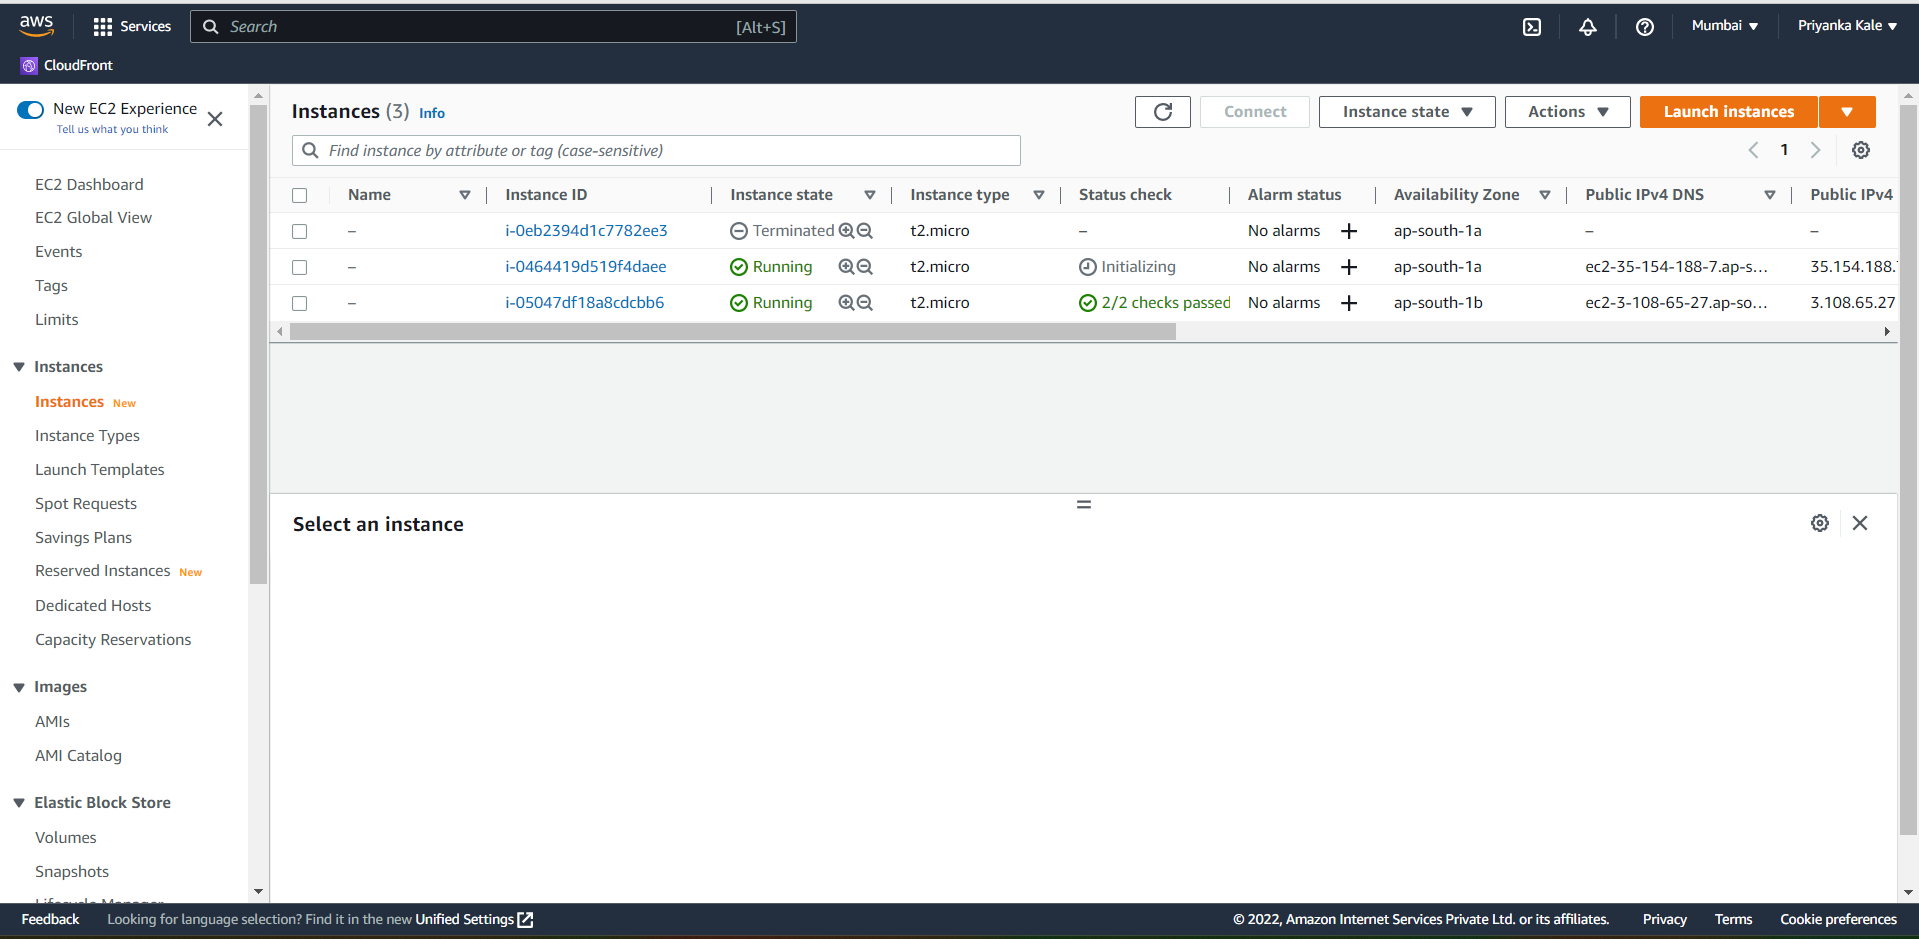 aws
Services
Search
[Alt+S]
Mumbai
Priyanka Kale
CloudFront
New EC2 Experience
Tell us what you think
EC2 Dashboard
EC2 Global View
Events
Tags
Limits
Instances
Instances New
Instance Types
Launch Templates
Spot Requests
Savings Plans
Reserved Instances New
Dedicated Hosts
Capacity Reservations
Images
AMIs
AMI Catalog
Elastic Block Store
Volumes
Snapshots
Lifecycle Manager
Instances (3) Info
Connect
Instance state
Actions
Launch instances
Find instance by attribute or tag (case-sensitive)
1
Name Instance ID Instance state Instance type Status check Alarm status Availability Zone Public IPv4 DNS Public IPv4
– i-0eb2394d1c7782ee3 Terminated t2.micro – No alarms + ap-south-1a – –
– i-0464419d519f4daee Running t2.micro Initializing No alarms + ap-south-1a ec2-35-154-188-7.ap-s... 35.154.188.
– i-05047df18a8cdcbb6 Running t2.micro 2/2 checks passed No alarms + ap-south-1b ec2-3-108-65-27.ap-so... 3.108.65.27
Select an instance
Feedback
Looking for language selection? Find it in the new Unified Settings
© 2022, Amazon Internet Services Private Ltd. or its affiliates.
Privacy
Terms
Cookie preferences